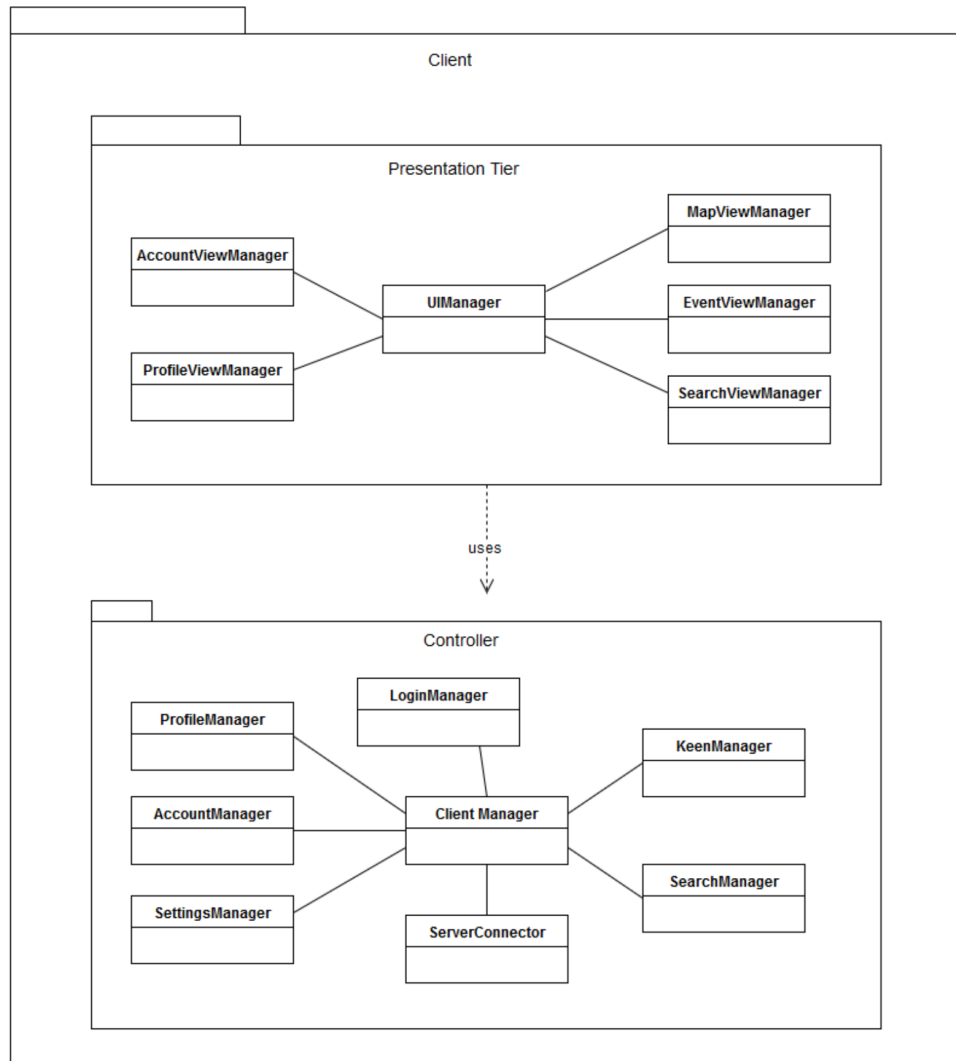 Client
Presentation Tier
MapViewManager
AccountViewManager
UIManager
EventViewManager
ProfileViewManager
SearchViewManager
uses
Controller
LoginManager
ProfileManager
KeenManager
AccountManager
Client Manager
SearchManager
SettingsManager
ServerConnector